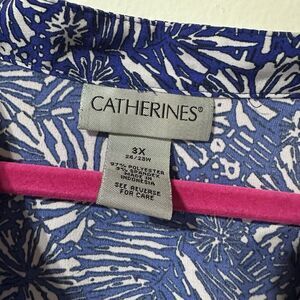 CATHERINES®
3X
26/28W
97% POLYESTER
3% SPANDEX
MADE IN
INDONESIA
SEE REVERSE
FOR CARE